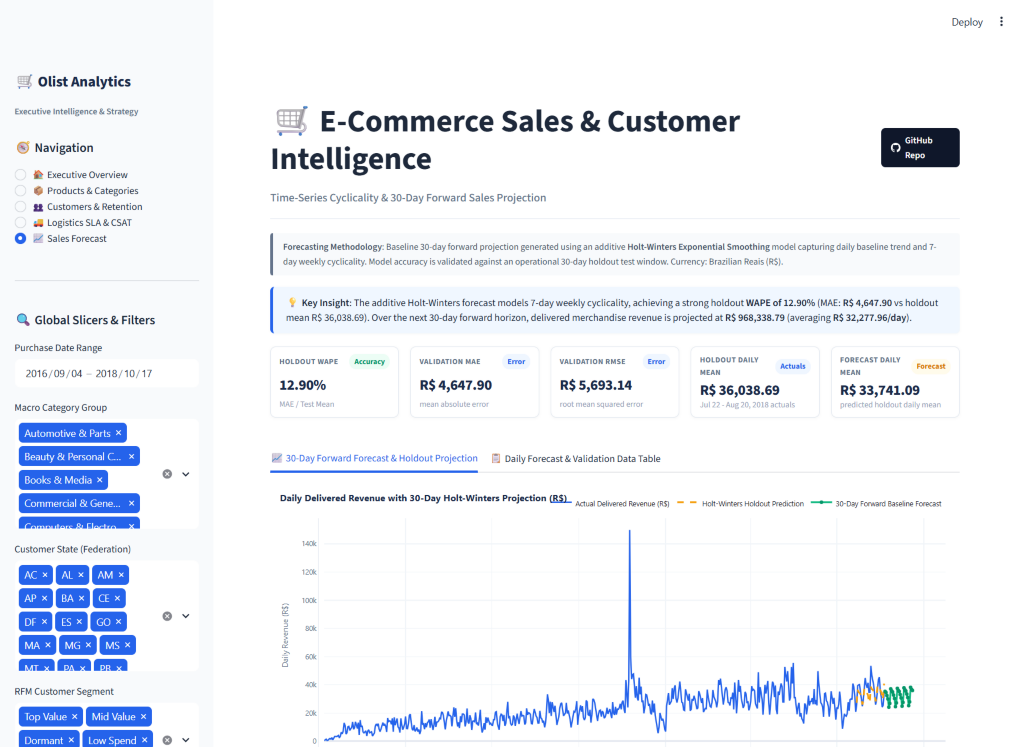 Deploy
Olist Analytics
Executive Intelligence & Strategy
Navigation
Executive Overview
Products & Categories
Customers & Retention
Logistics SLA & CSAT
Sales Forecast
Global Slicers & Filters
Purchase Date Range
2016/09/04 – 2018/10/17
Macro Category Group
Automotive & Parts ×
Beauty & Personal C... ×
Books & Media ×
Commercial & Gene... ×
Computers & Electro... ×
Customer State (Federation)
AC × AL × AM ×
AP × BA × CE ×
DF × ES × GO ×
MA × MG × MS ×
MT × PA × PB ×
RFM Customer Segment
Top Value × Mid Value ×
Dormant × Low Spend ×
E-Commerce Sales & Customer
Intelligence
GitHub
Repo
Time-Series Cyclicality & 30-Day Forward Sales Projection
Forecasting Methodology: Baseline 30-day forward projection generated using an additive Holt-Winters Exponential Smoothing model capturing daily baseline trend and 7-
day weekly cyclicality. Model accuracy is validated against an operational 30-day holdout test window. Currency: Brazilian Reais (R$).
Key Insight: The additive Holt-Winters forecast models 7-day weekly cyclicality, achieving a strong holdout WAPE of 12.90% (MAE: R$ 4,647.90 vs holdout
mean R$ 36,038.69). Over the next 30-day forward horizon, delivered merchandise revenue is projected at R$ 968,338.79 (averaging R$ 32,277.96/day).
HOLDOUT WAPE Accuracy
12.90%
MAE / Test Mean
VALIDATION MAE Error
R$ 4,647.90
mean absolute error
VALIDATION RMSE Error
R$ 5,693.14
root mean squared error
HOLDOUT DAILY
MEAN
Actuals
R$ 36,038.69
Jul 22 - Aug 20, 2018 actuals
FORECAST DAILY
MEAN
Forecast
R$ 33,741.09
predicted holdout daily mean
30-Day Forward Forecast & Holdout Projection
Daily Forecast & Validation Data Table
Daily Delivered Revenue with 30-Day Holt-Winters Projection (R$)
Actual Delivered Revenue (R$) Holt-Winters Holdout Prediction 30-Day Forward Baseline Forecast
Daily Revenue (R$)
140k
120k
100k
80k
60k
40k
20k
0